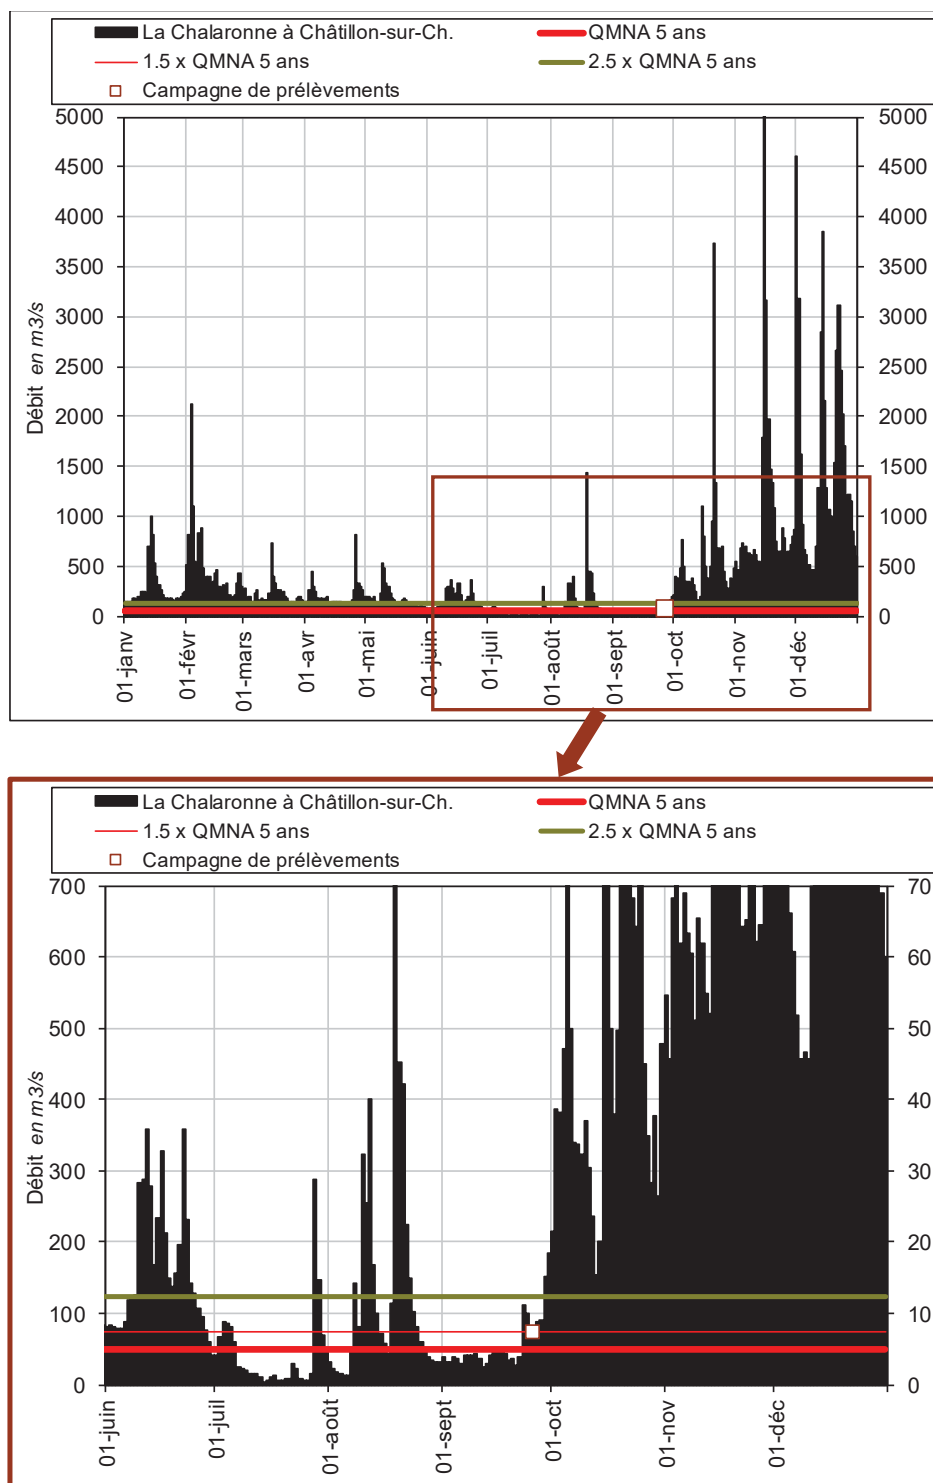 La Chalaronne à Châtillon-sur-Ch. QMNA 5 ans
1.5 x QMNA 5 ans 2.5 x QMNA 5 ans
Campagne de prélèvements
5000 5000
4500 4500
4000 4000
3500 3500
3000 3000
2500 2500
2000 2000
1500 1500
1000 1000
500 500
0 0
Débit en m3/s
01-janv 01-févr 01-mars 01-avr 01-mai 01-juin 01-juil 01-août 01-sept 01-oct 01-nov 01-déc
La Chalaronne à Châtillon-sur-Ch. QMNA 5 ans
1.5 x QMNA 5 ans 2.5 x QMNA 5 ans
Campagne de prélèvements
700 70
600 60
500 50
400 40
300 30
200 20
100 10
0 0
Débit en m3/s
01-juin 01-juil 01-août 01-sept 01-oct 01-nov 01-déc